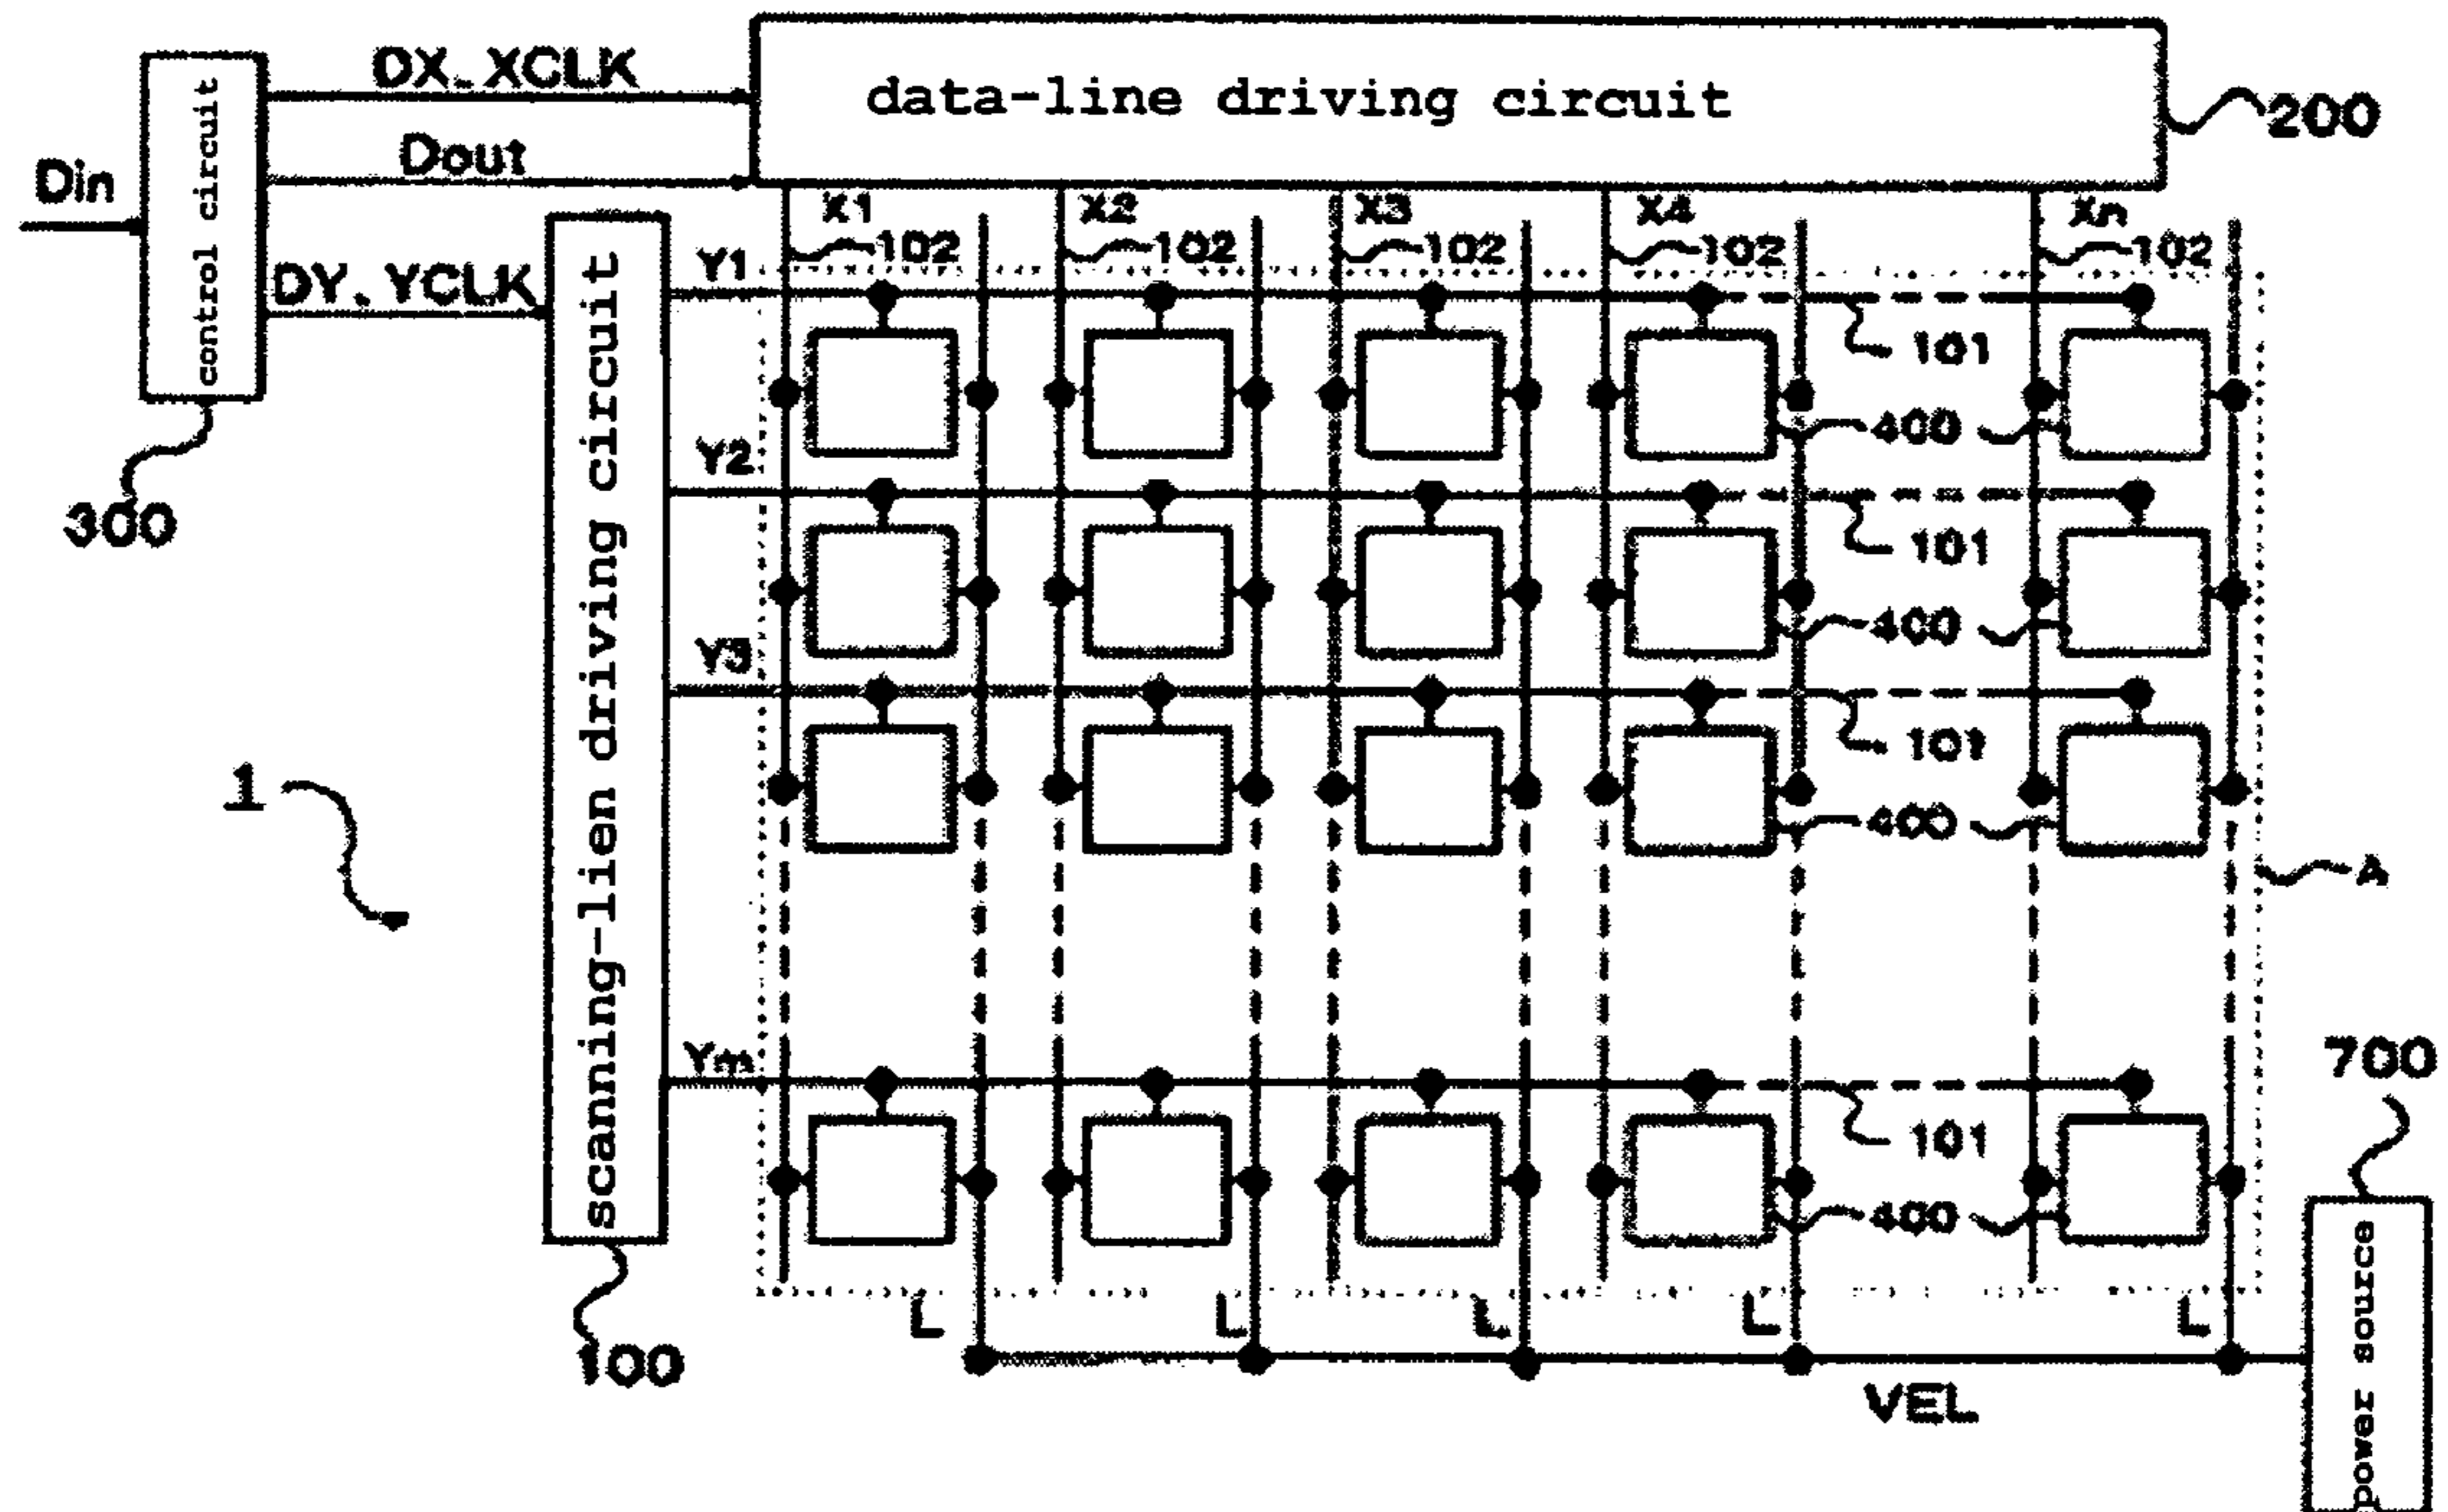 DX. XCLK
data-line driving circuit
200
control circuit
Dout
Din
X1
X2
X3
X4
Xn
102
102
102
102
102
DY. YCLK
scanning-lien driving circuit
Y1
101
400
300
Y2
101
400
Y3
101
400
1
A
Ym
101
400
700
power source
L
L
L
L
L
100
VEL